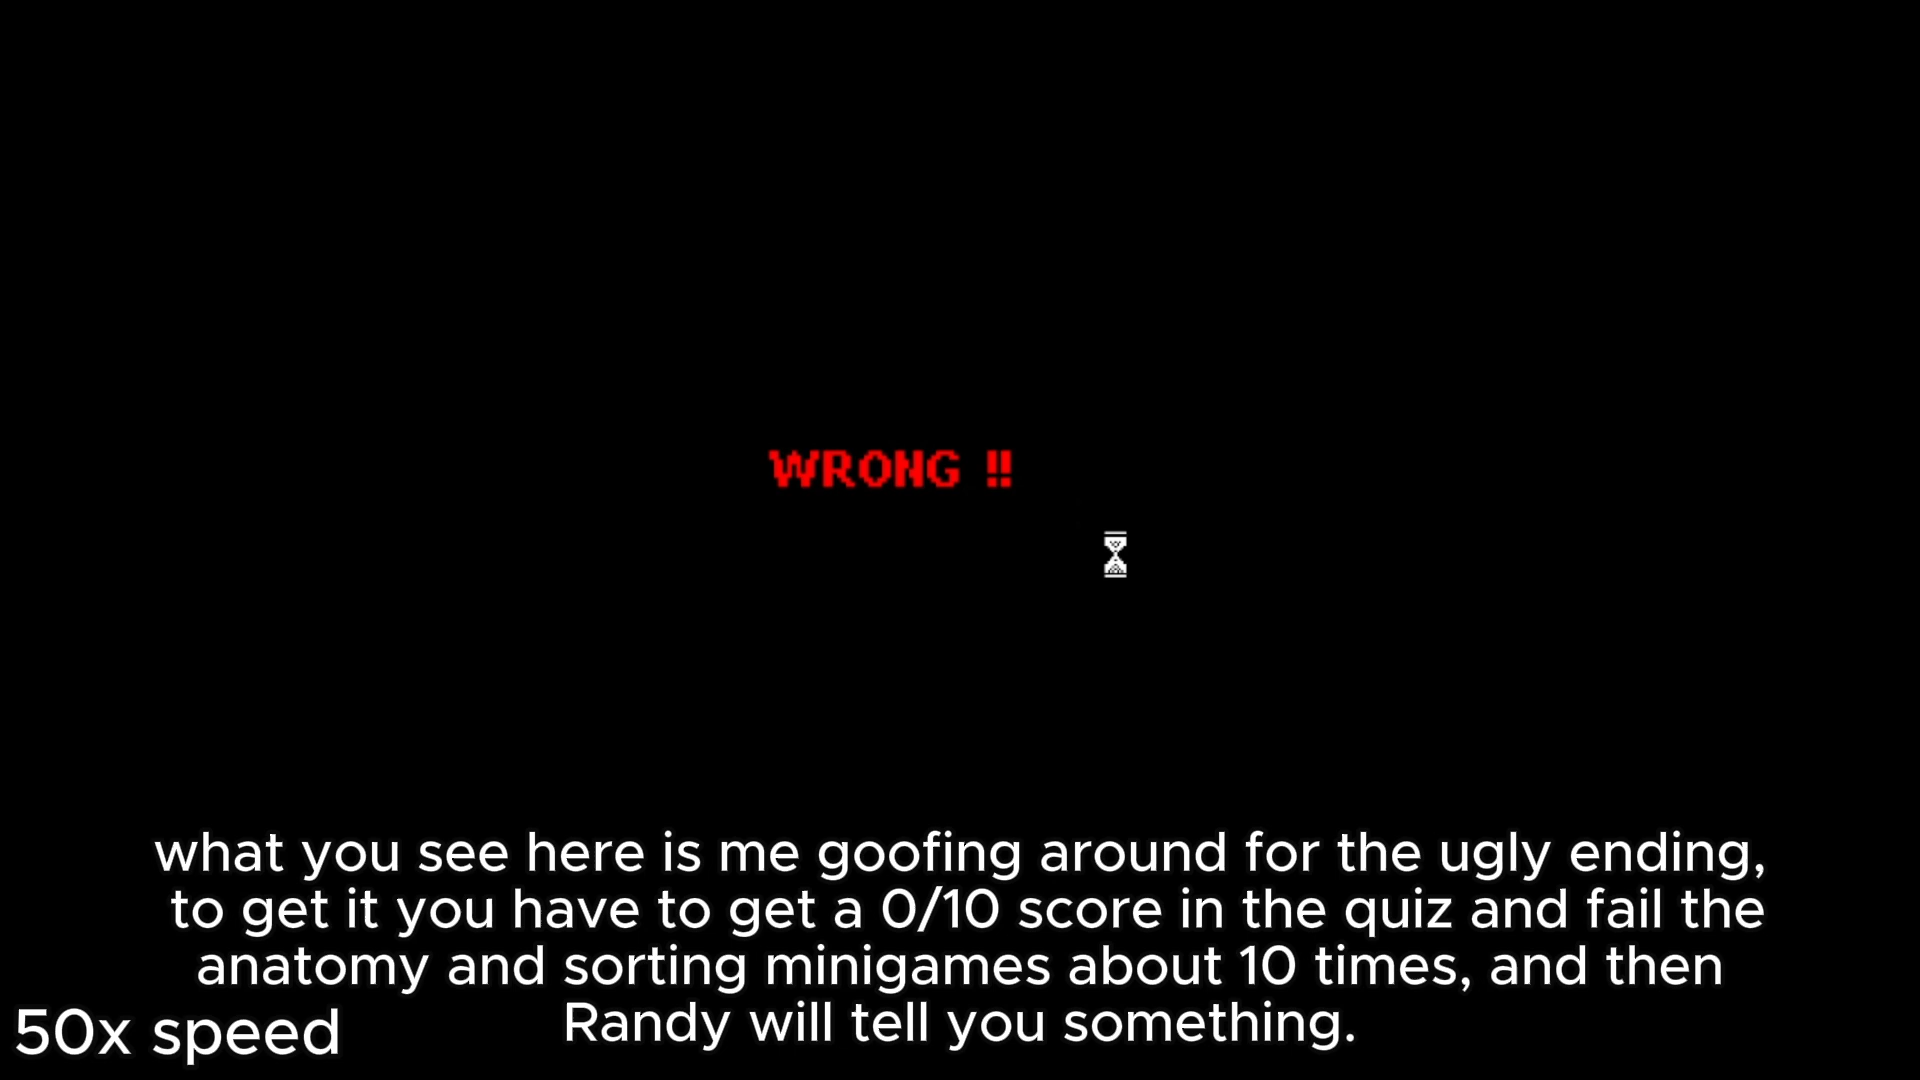 WRONG !!
what you see here is me goofing around for the ugly ending,
to get it you have to get a 0/10 score in the quiz and fail the
anatomy and sorting minigames about 10 times, and then
Randy will tell you something.
50x speed